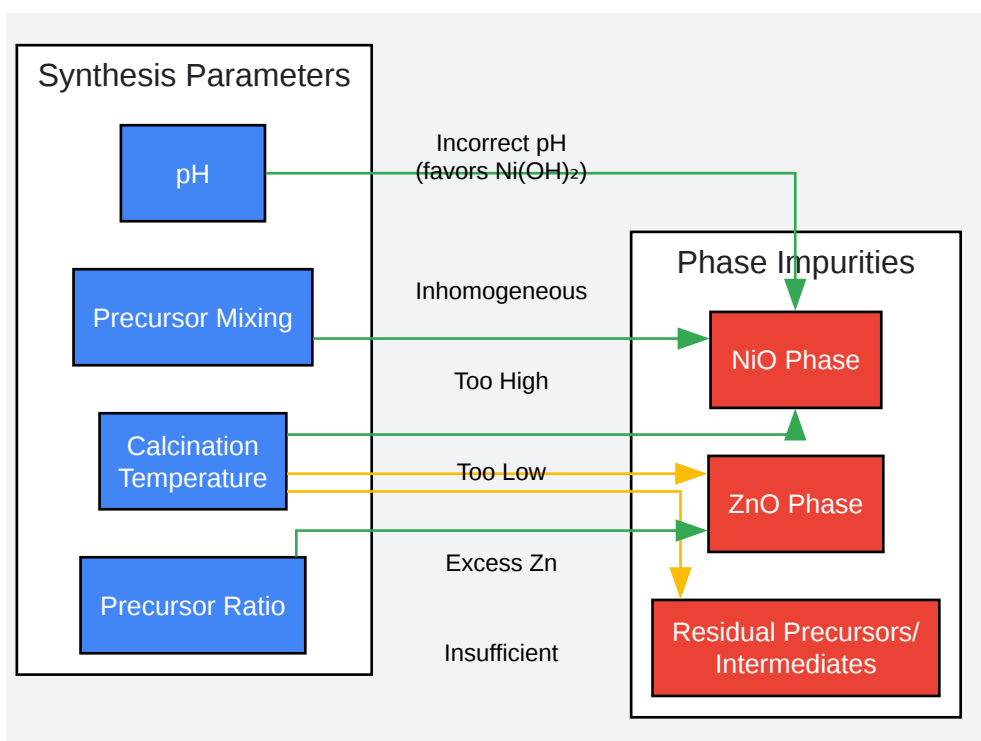 Synthesis Parameters
pH
Precursor Mixing
Calcination
Temperature
Precursor Ratio
Incorrect pH
(favors Ni(OH)₂)
Inhomogeneous
Too High
Too Low
Excess Zn
Insufficient
Phase Impurities
NiO Phase
ZnO Phase
Residual Precursors/
Intermediates